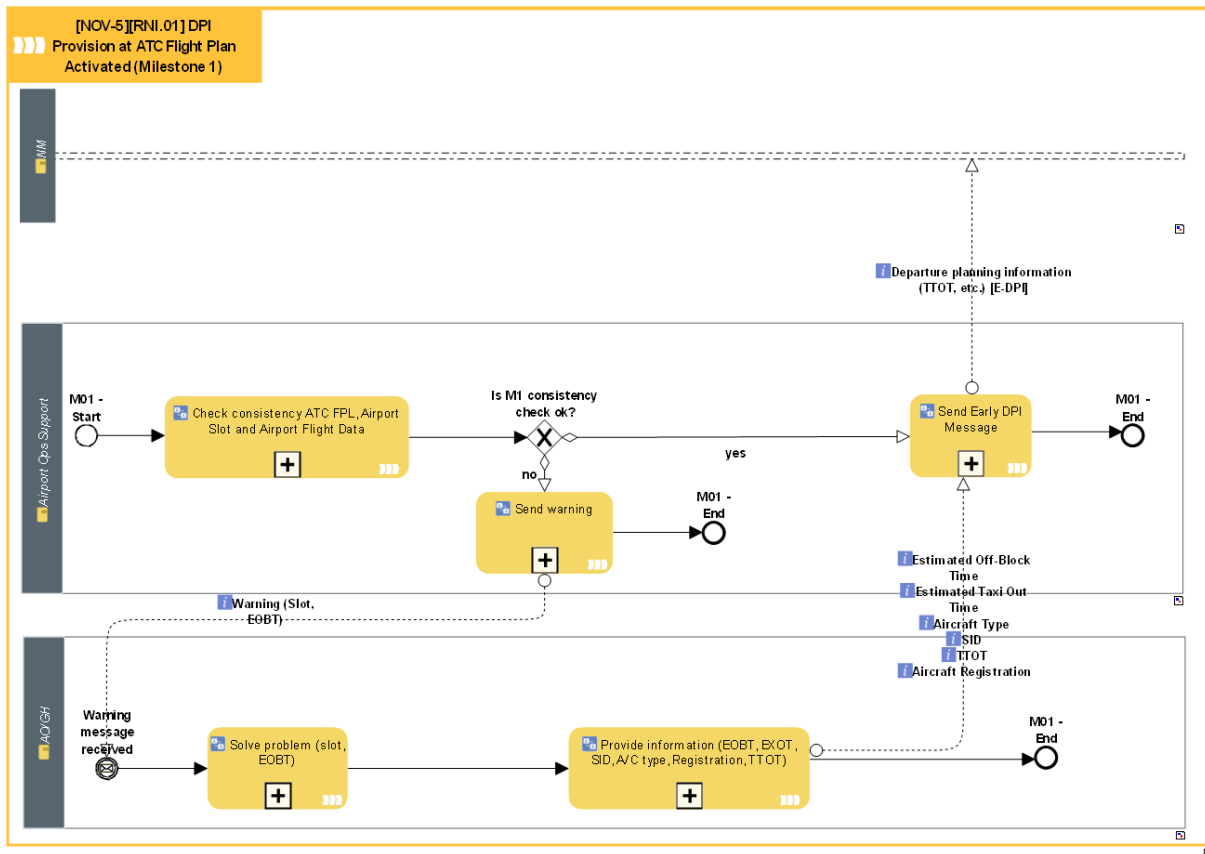 [NOV-5][RNI.01] DPI
Provision at ATC Flight Plan
Activated (Milestone 1)
NM
Departure planning information
(TTOT, etc.) [E-DPI]
Airport Ops Support
M01 -
Start
Check consistency ATC FPL, Airport
Slot and Airport Flight Data
Is M1 consistency
check ok?
yes
no
Send Early DPI
Message
M01 -
End
Send warning
M01 -
End
Warning (Slot,
EOBT)
Estimated Off-Block
Time
Estimated Taxi Out
Time
Aircraft Type
SID
TTOT
Aircraft Registration
AO/GH
Warning
message
received
Solve problem (slot,
EOBT)
Provide information (EOBT, EXOT,
SID, A/C type, Registration, TTOT)
M01 -
End